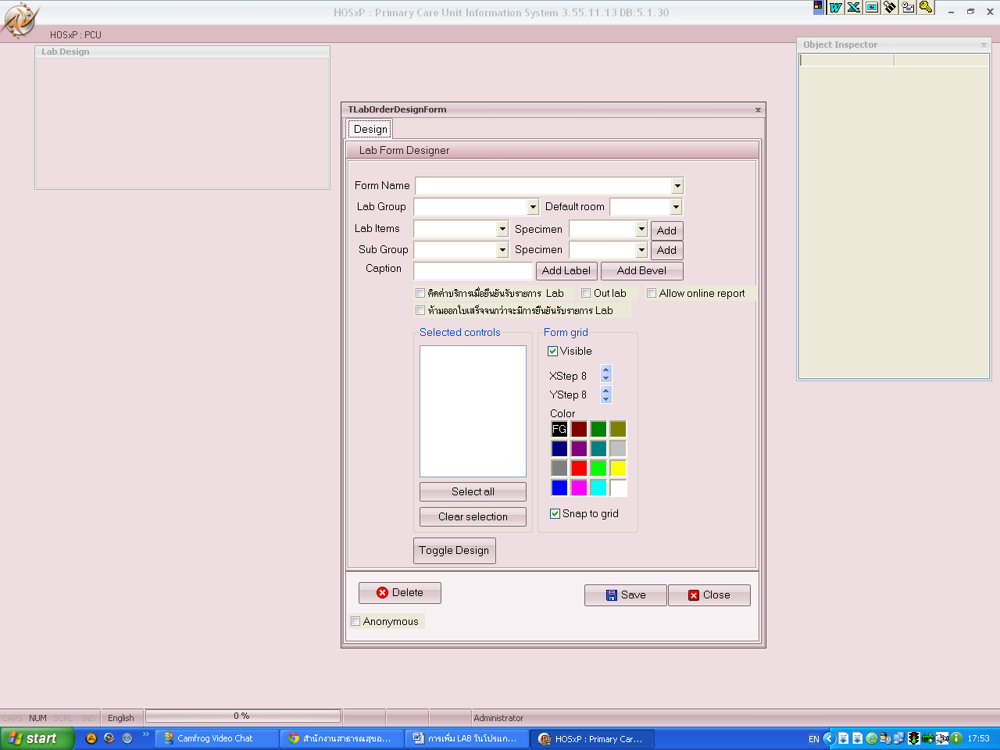 HOSxP : Primary Care Unit Information System 3.55.11.13 DB:5.1.30
HOSxP : PCU
Lab Design
Object Inspector
TLabOrderDesignForm
Design
Lab Form Designer
Form Name
Lab Group Default room
Lab Items Specimen Add
Sub Group Specimen Add
Caption Add Label Add Bevel
คิดค่าบริการเมื่อยืนยันรับรายการ Lab Out lab Allow online report
ห้ามออกใบเสร็จจนกว่าจะมีการยืนยันรับรายการ Lab
Selected controls Form grid
Visible
XStep 8
YStep 8
Color
FG
Select all
Snap to grid
Clear selection
Toggle Design
Delete Save Close
Anonymous
CAPS NUM SCRL INS English 0 % Administrator
start Camfrog Video Chat สำนักงานสาธารณสุขอ... การเพิ่ม LAB ในโปรแก... HOSxP : Primary Car... EN 17:53